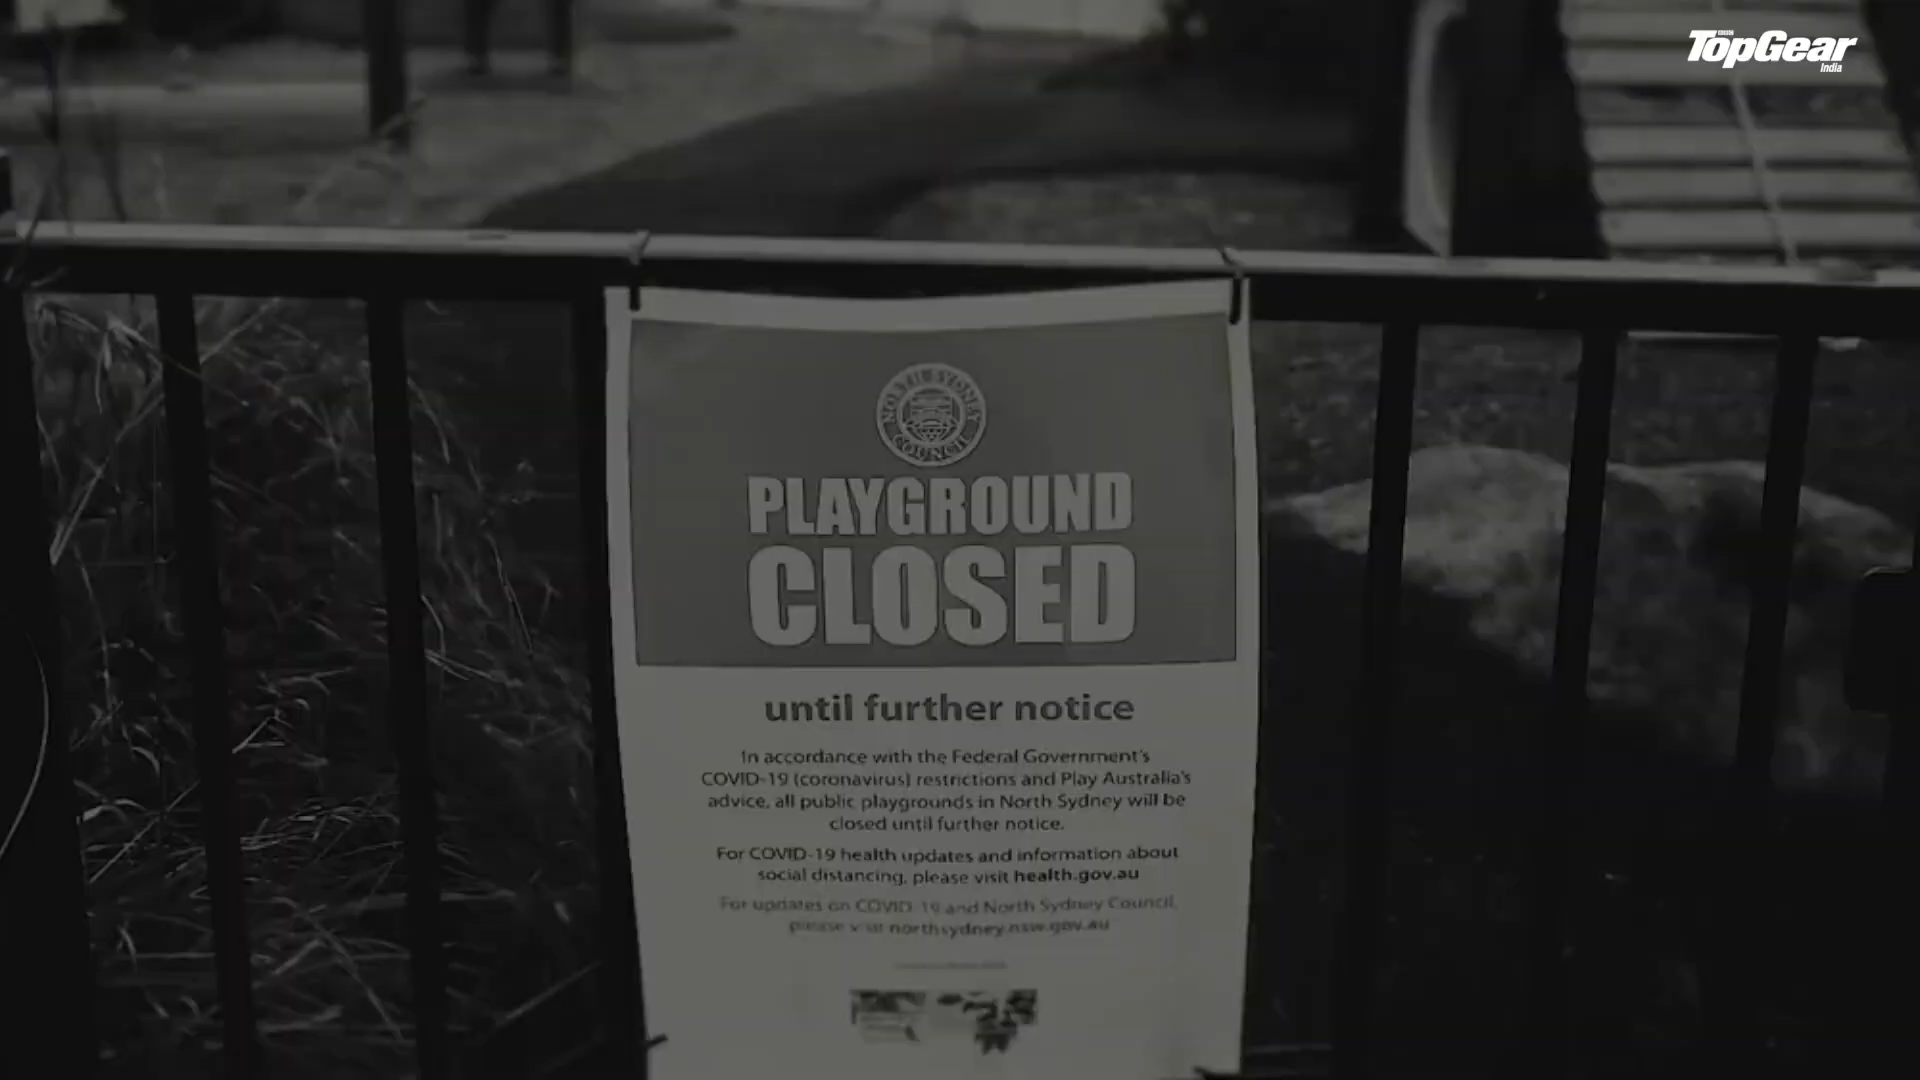 TopGear
India
NORTH SYDNEY
COUNCIL
PLAYGROUND
CLOSED
until further notice
In accordance with the Federal Government's
COVID-19 (coronavirus) restrictions and Play Australia's
advice, all public playgrounds in North Sydney will be
closed until further notice.
For COVID-19 health updates and information about
social distancing, please visit health.gov.au
For updates on COVID-19 and North Sydney Council,
please visit northsydney.nsw.gov.au